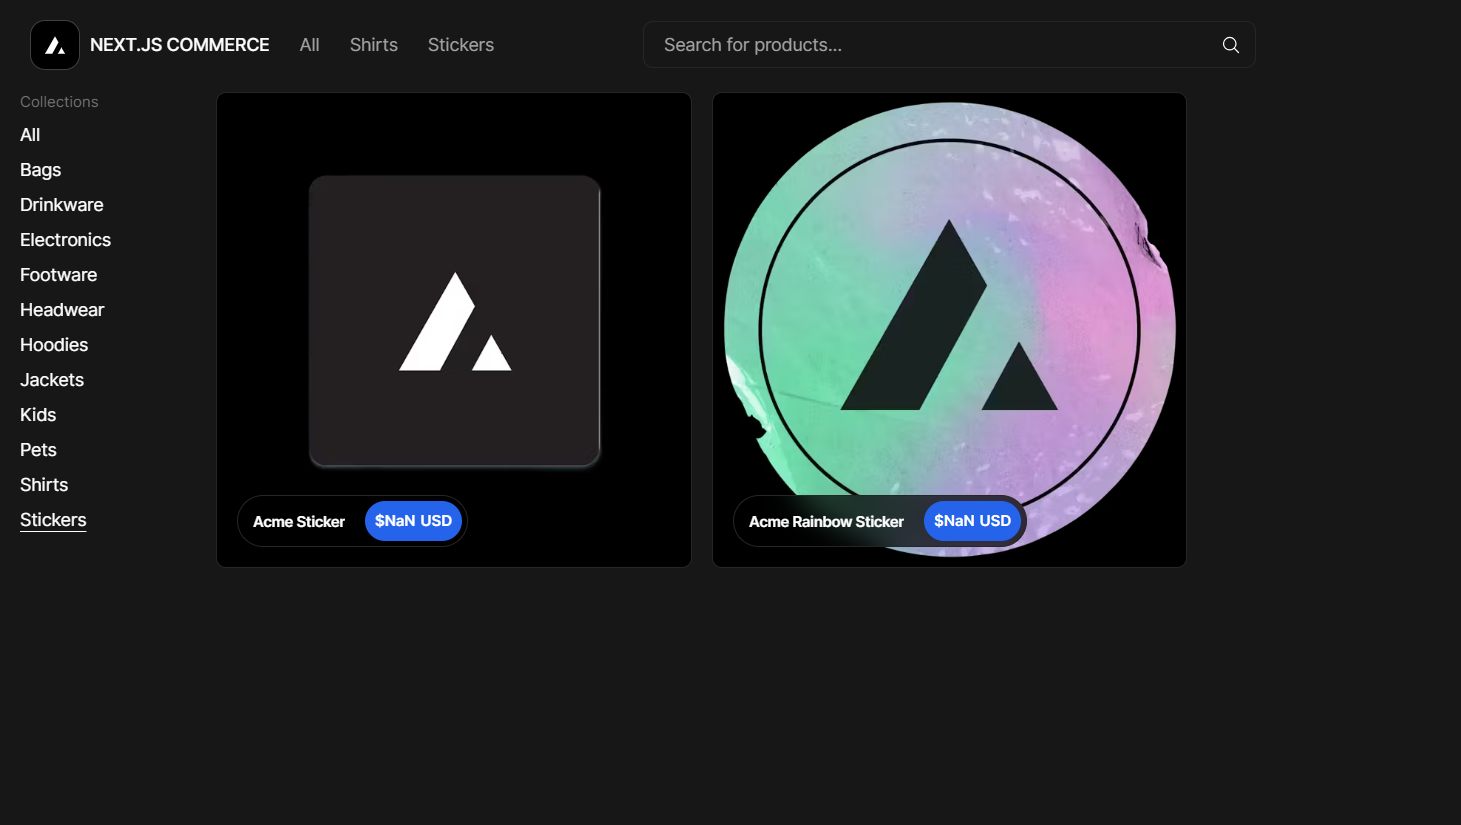 NEXT.JS COMMERCE
All
Shirts
Stickers
Search for products...
Collections
All
Bags
Drinkware
Electronics
Footware
Headwear
Hoodies
Jackets
Kids
Pets
Shirts
Stickers
Acme Sticker
$NaN USD
Acme Rainbow Sticker
$NaN USD